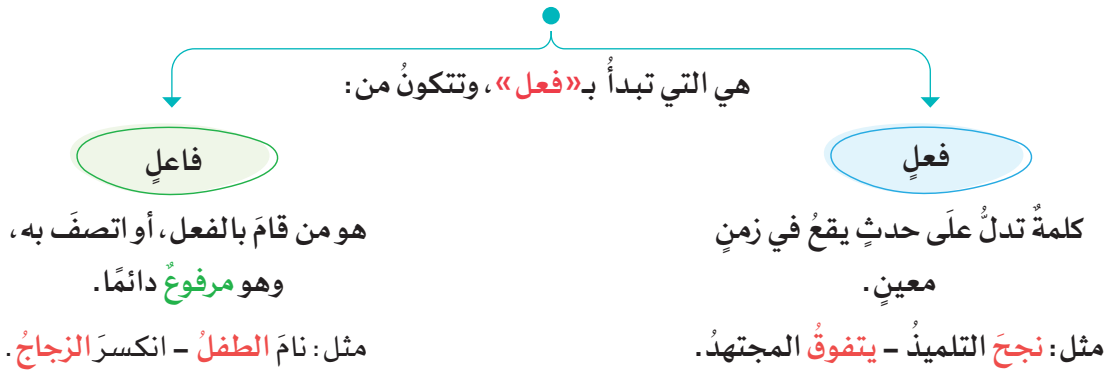 هي التي تبدأُ بـ«فعل»، وتتكونُ من:
فعلٍ
كلمةٌ تدلُّ علَى حدثٍ يقعُ في زمنٍ
معينٍ.
مثل: نجحَ التلميذُ – يتفوقُ المجتهدُ.
فاعلٍ
هو من قامَ بالفعل، أو اتصفَ به،
وهو مرفوعٌ دائمًا.
مثل: نامَ الطفلُ – انكسرَ الزجاجُ.